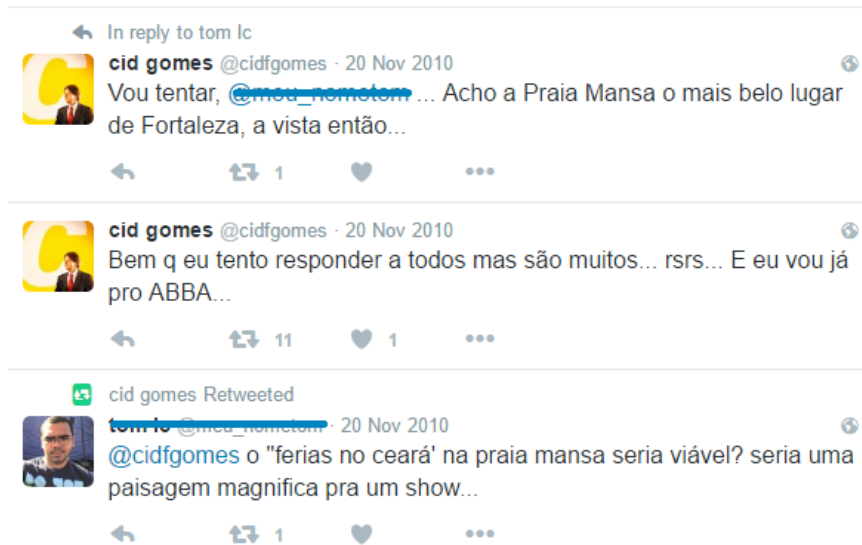 In reply to tom lc
cid gomes @cidfgomes · 20 Nov 2010
Vou tentar, ... Acho a Praia Mansa o mais belo lugar
de Fortaleza, a vista então...
1
cid gomes @cidfgomes · 20 Nov 2010
Bem q eu tento responder a todos mas são muitos... rsrs... E eu vou já
pro ABBA...
11 1
cid gomes Retweeted
· 20 Nov 2010
@cidfgomes o "ferias no ceará' na praia mansa seria viável? seria uma
paisagem magnifica pra um show...
1